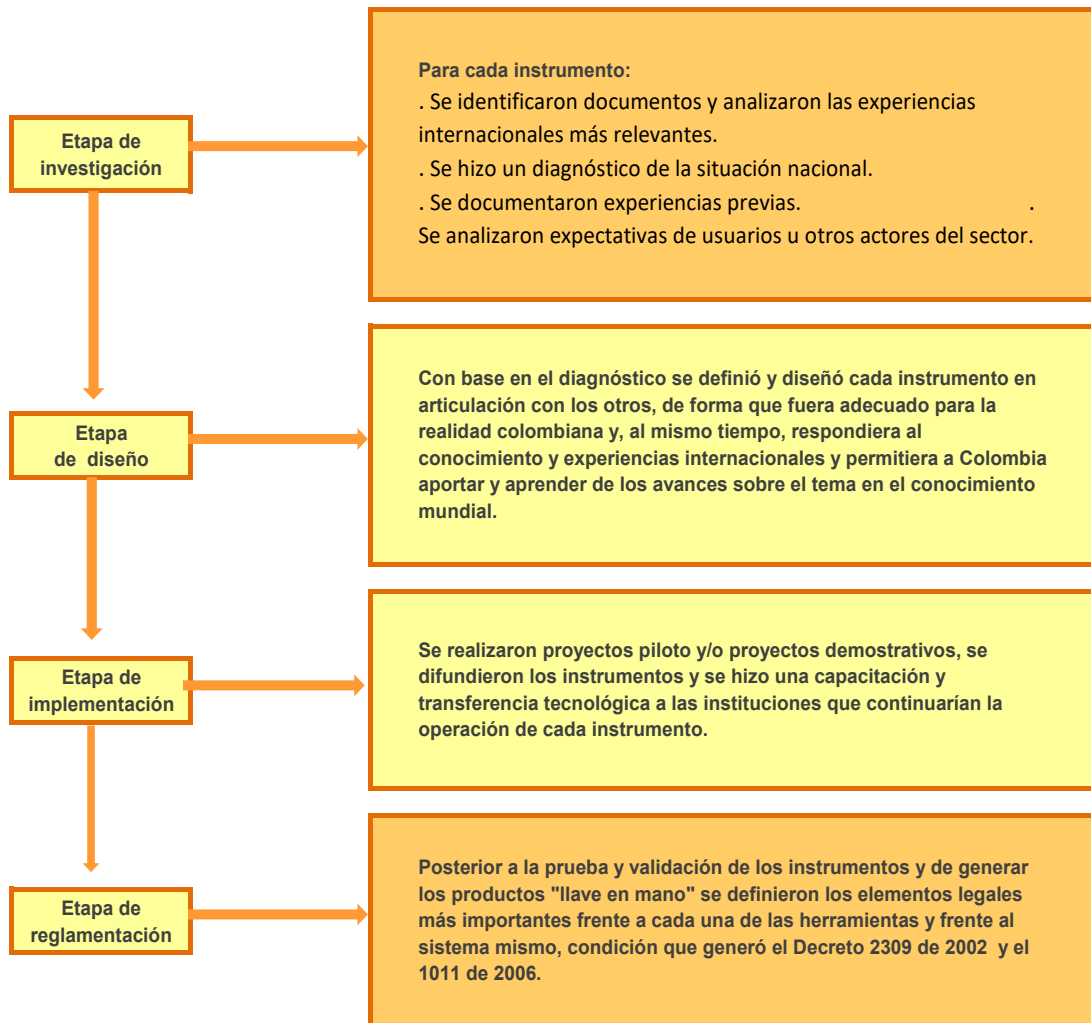 Etapa de
investigación
Para cada instrumento:
. Se identificaron documentos y analizaron las experiencias
internacionales más relevantes.
. Se hizo un diagnóstico de la situación nacional.
. Se documentaron experiencias previas. .
Se analizaron expectativas de usuarios u otros actores del sector.
Etapa
de diseño
Con base en el diagnóstico se definió y diseñó cada instrumento en
articulación con los otros, de forma que fuera adecuado para la
realidad colombiana y, al mismo tiempo, respondiera al
conocimiento y experiencias internacionales y permitiera a Colombia
aportar y aprender de los avances sobre el tema en el conocimiento
mundial.
Etapa de
implementación
Se realizaron proyectos piloto y/o proyectos demostrativos, se
difundieron los instrumentos y se hizo una capacitación y
transferencia tecnológica a las instituciones que continuarían la
operación de cada instrumento.
Etapa de
reglamentación
Posterior a la prueba y validación de los instrumentos y de generar
los productos "llave en mano" se definieron los elementos legales
más importantes frente a cada una de las herramientas y frente al
sistema mismo, condición que generó el Decreto 2309 de 2002 y el
1011 de 2006.